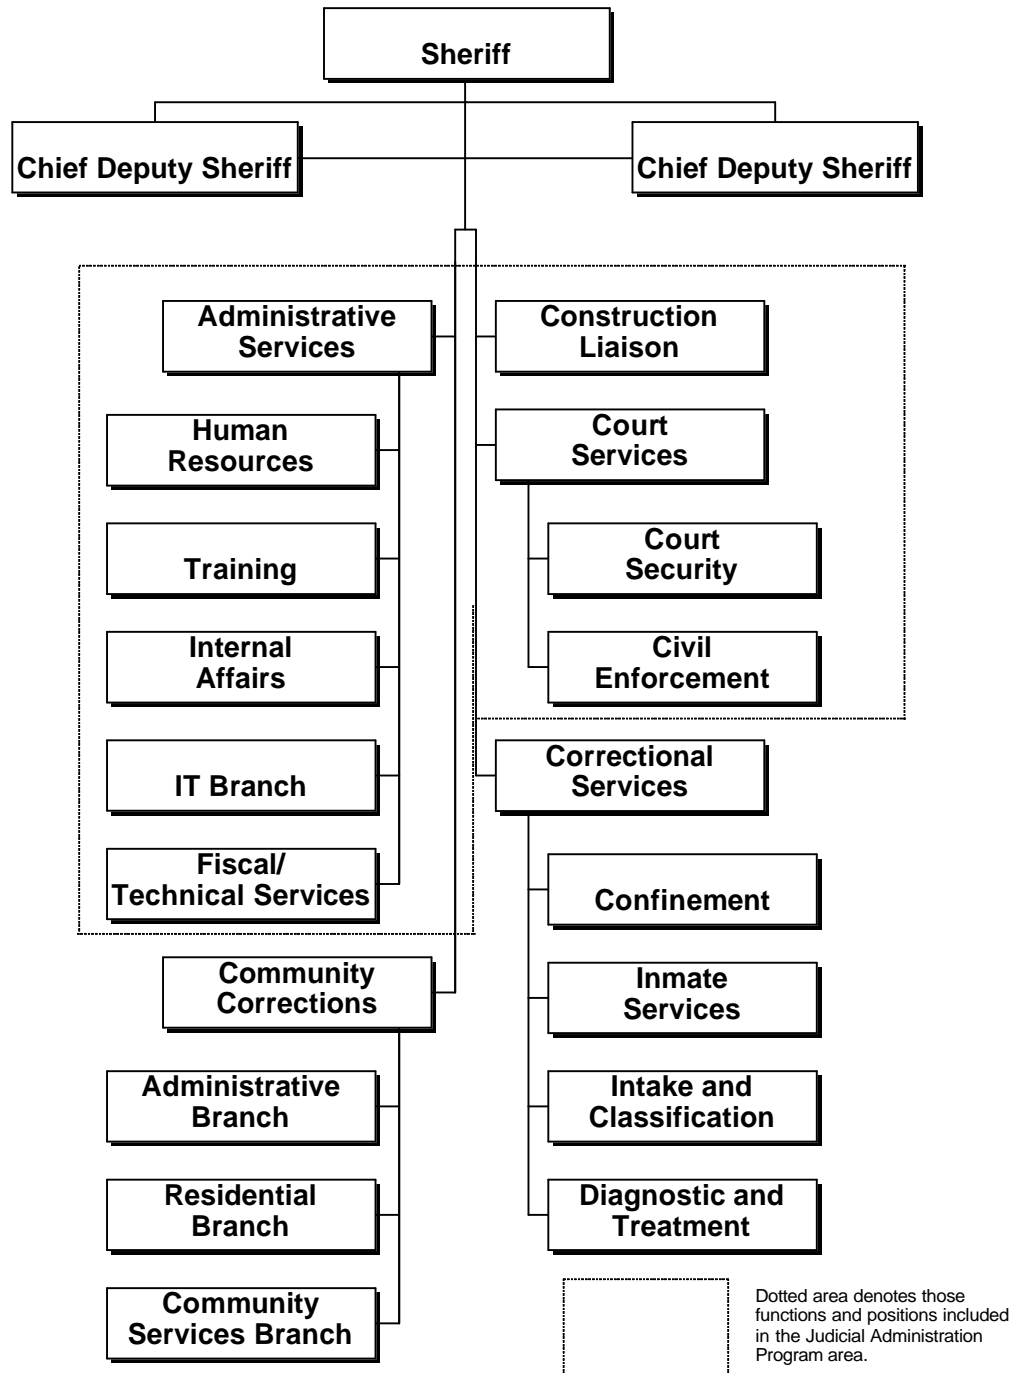 Sheriff
Chief Deputy Sheriff
Chief Deputy Sheriff
Administrative
Services
Construction
Liaison
Human
Resources
Court
Services
Training
Court
Security
Internal
Affairs
Civil
Enforcement
IT Branch
Correctional
Services
Fiscal/
Technical Services
Confinement
Community
Corrections
Inmate
Services
Administrative
Branch
Intake and
Classification
Residential
Branch
Diagnostic and
Treatment
Community
Services Branch
Dotted area denotes those
functions and positions included
in the Judicial Administration
Program area.